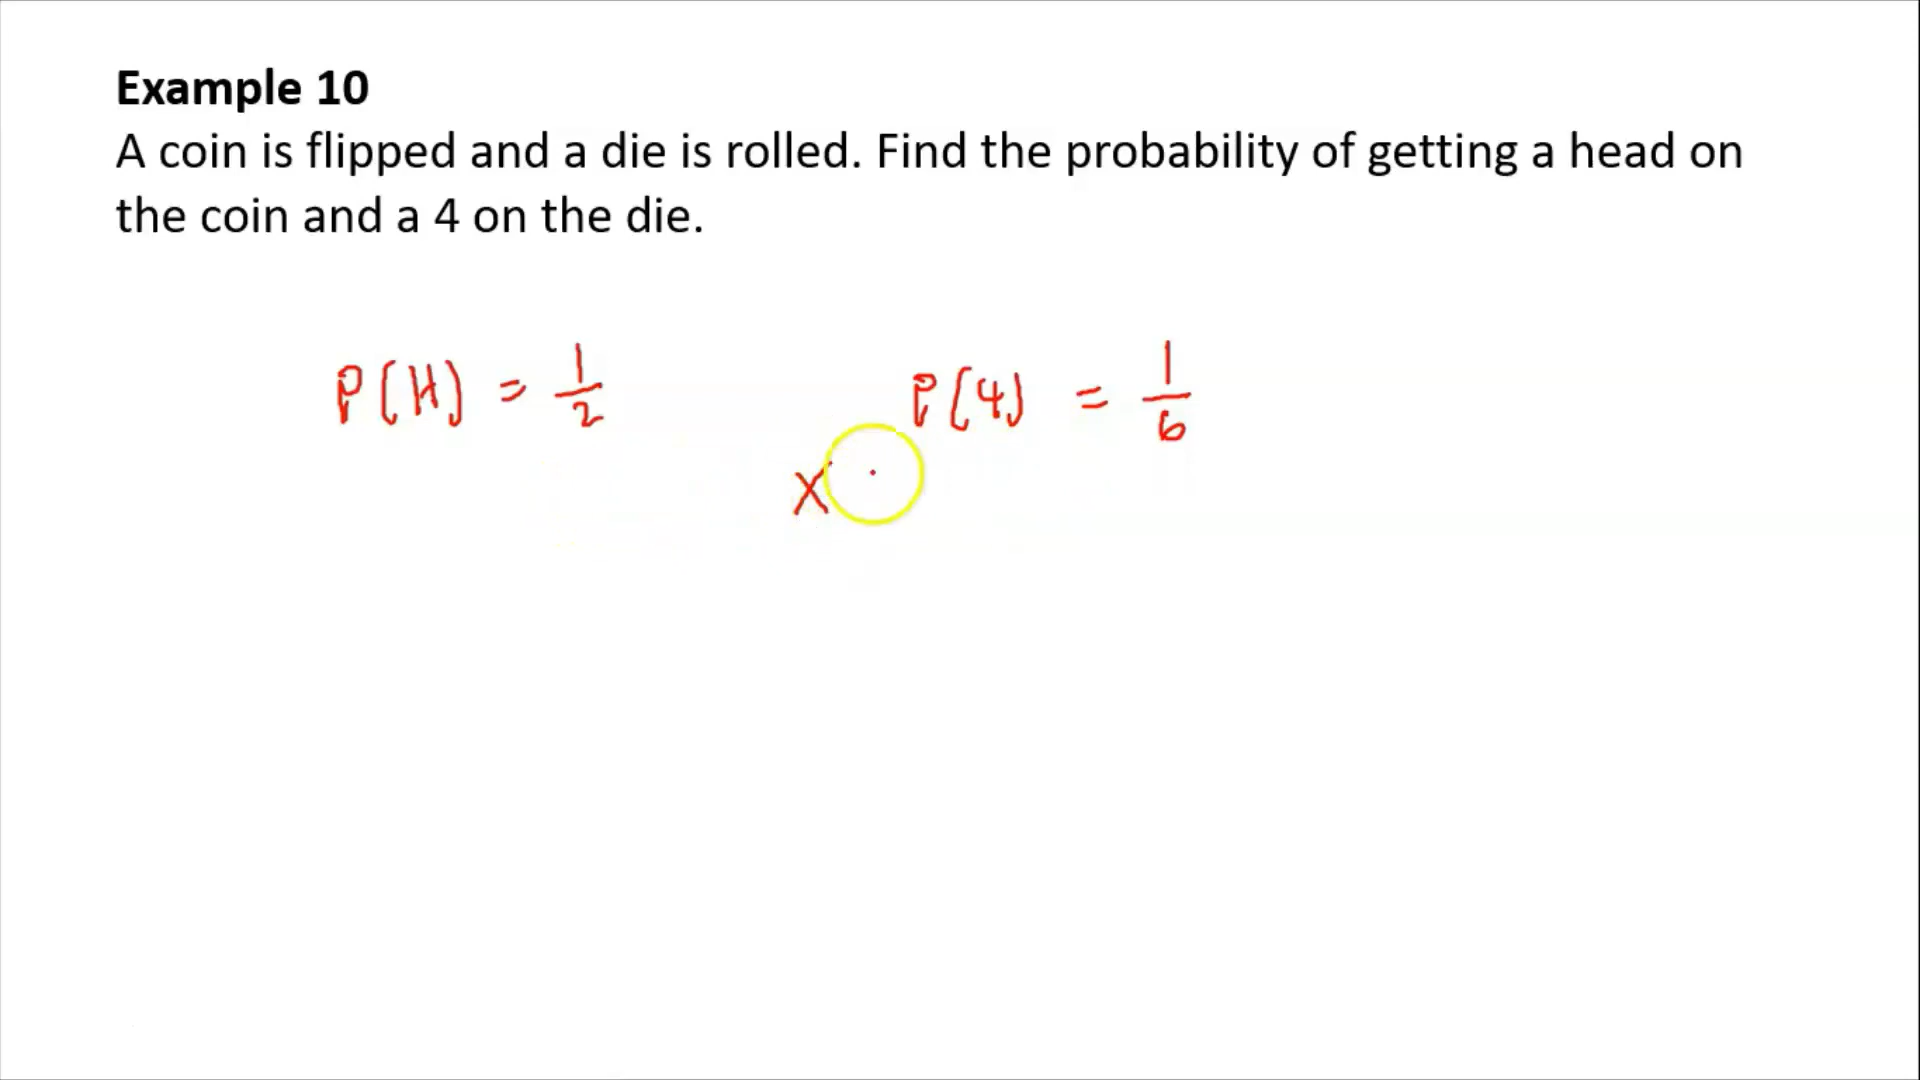 Example 10
A coin is flipped and a die is rolled. Find the probability of getting a head on
the coin and a 4 on the die.
P(H) = 1/2 P(4) = 1/6
X